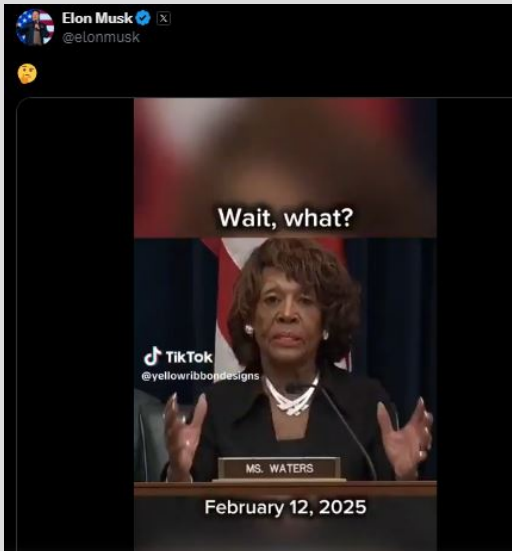 Elon Musk
@elonmusk
Wait, what?
TikTok
@yellowribbondesigns
MS. WATERS
February 12, 2025